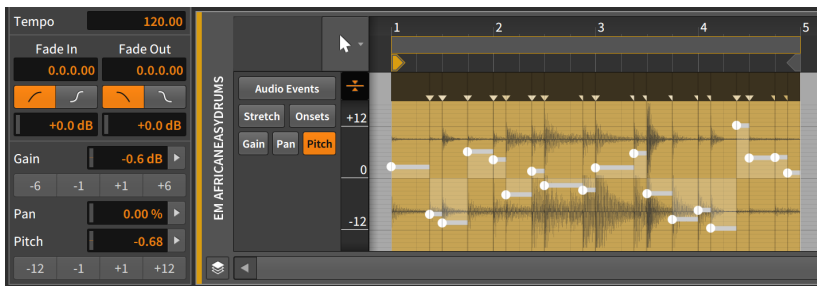 Tempo 120.00
Fade In Fade Out
0.0.0.00 0.0.0.00
+0.0 dB +0.0 dB
Gain -0.6 dB
-6 -1 +1 +6
Pan 0.00 %
Pitch -0.68
-12 -1 +1 +12
EM AFRICANEASYDRUMS
Audio Events
Stretch Onsets
Gain Pan Pitch
1 2 3 4 5
+12
0
-12